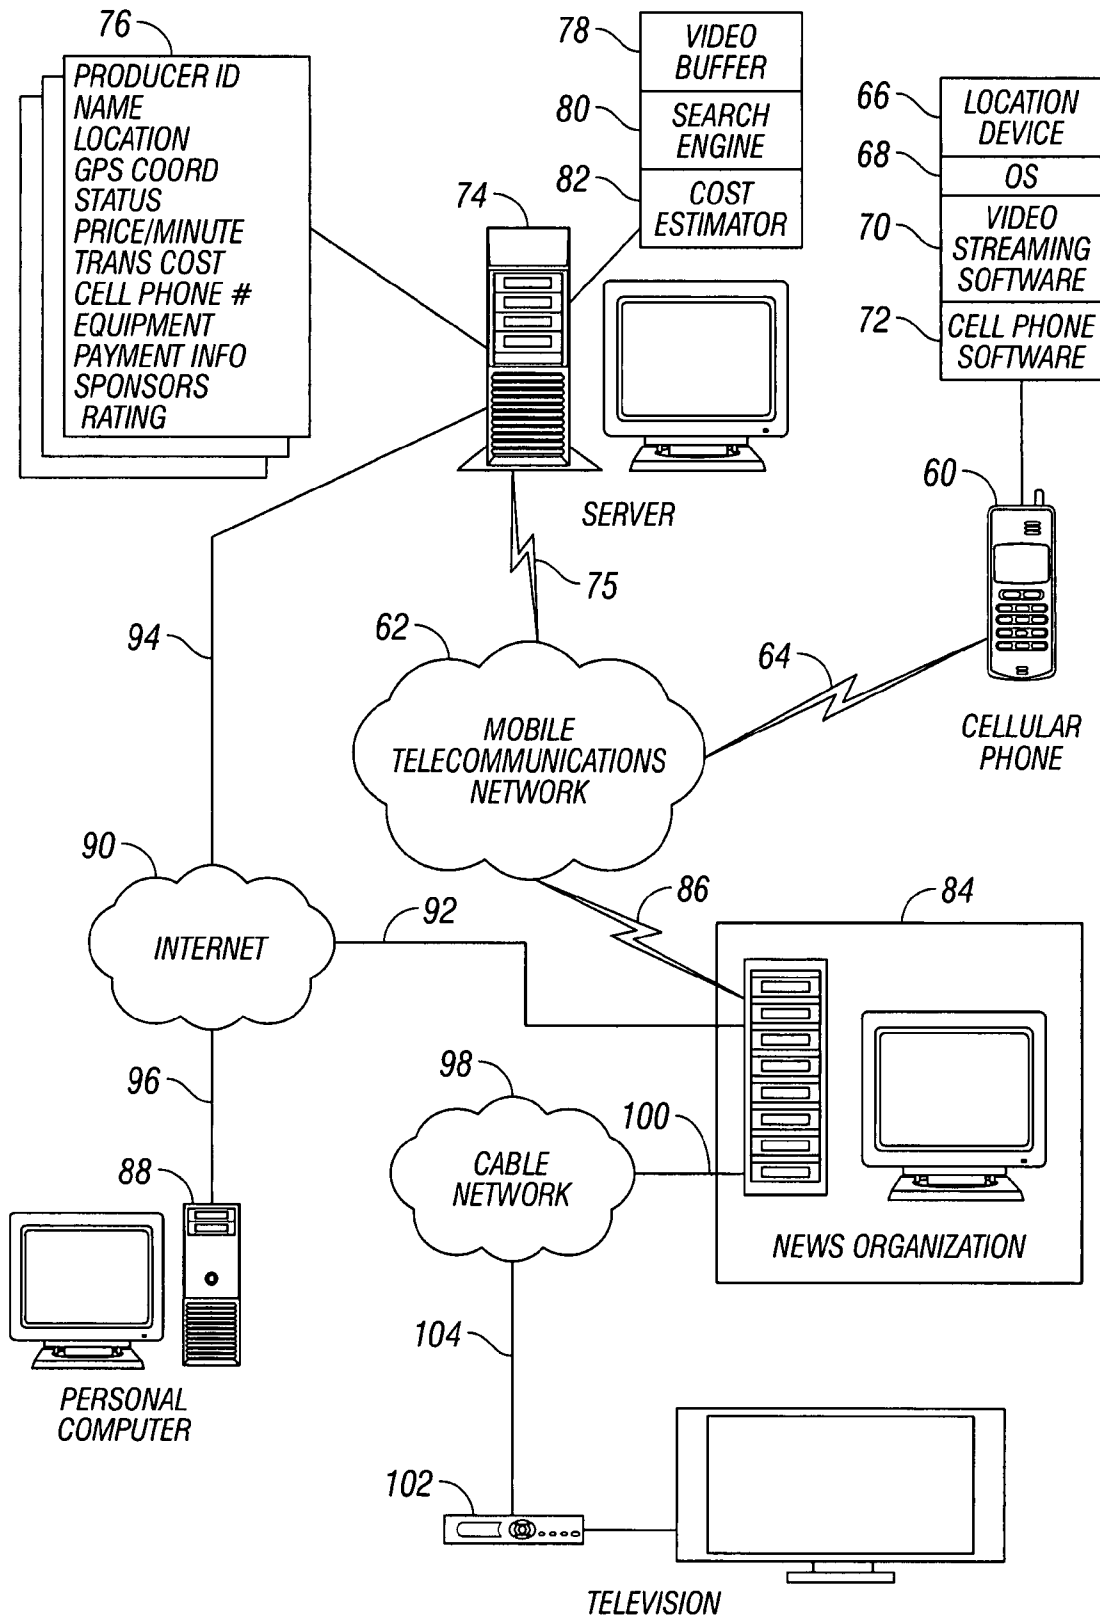 76
PRODUCER ID
NAME
LOCATION
GPS COORD
STATUS
PRICE/MINUTE
TRANS COST
CELL PHONE #
EQUIPMENT
PAYMENT INFO
SPONSORS
RATING
78
VIDEO
BUFFER
80
SEARCH
ENGINE
82
COST
ESTIMATOR
66
LOCATION
DEVICE
68
OS
70
VIDEO
STREAMING
SOFTWARE
72
CELL PHONE
SOFTWARE
74
SERVER
60
CELLULAR
PHONE
75
94
62
MOBILE
TELECOMMUNICATIONS
NETWORK
64
90
INTERNET
92
86
84
NEWS ORGANIZATION
96
98
CABLE
NETWORK
100
88
PERSONAL
COMPUTER
104
102
TELEVISION